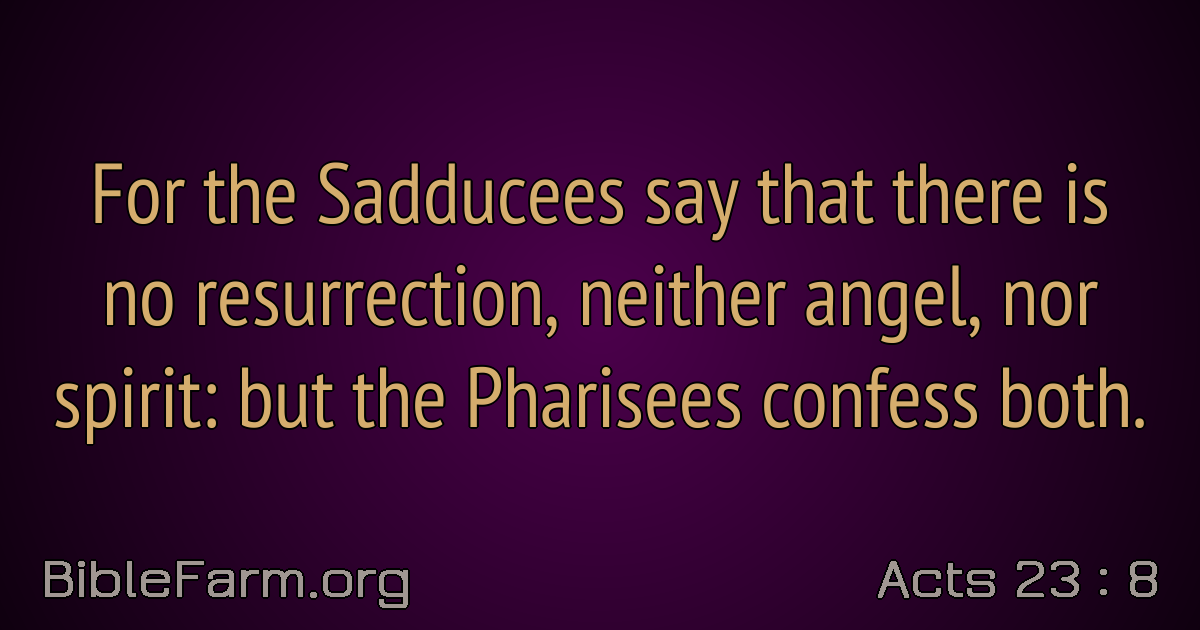 For the Sadducees say that there is
no resurrection, neither angel, nor
spirit: but the Pharisees confess both.
BibleFarm.org
Acts 23 : 8